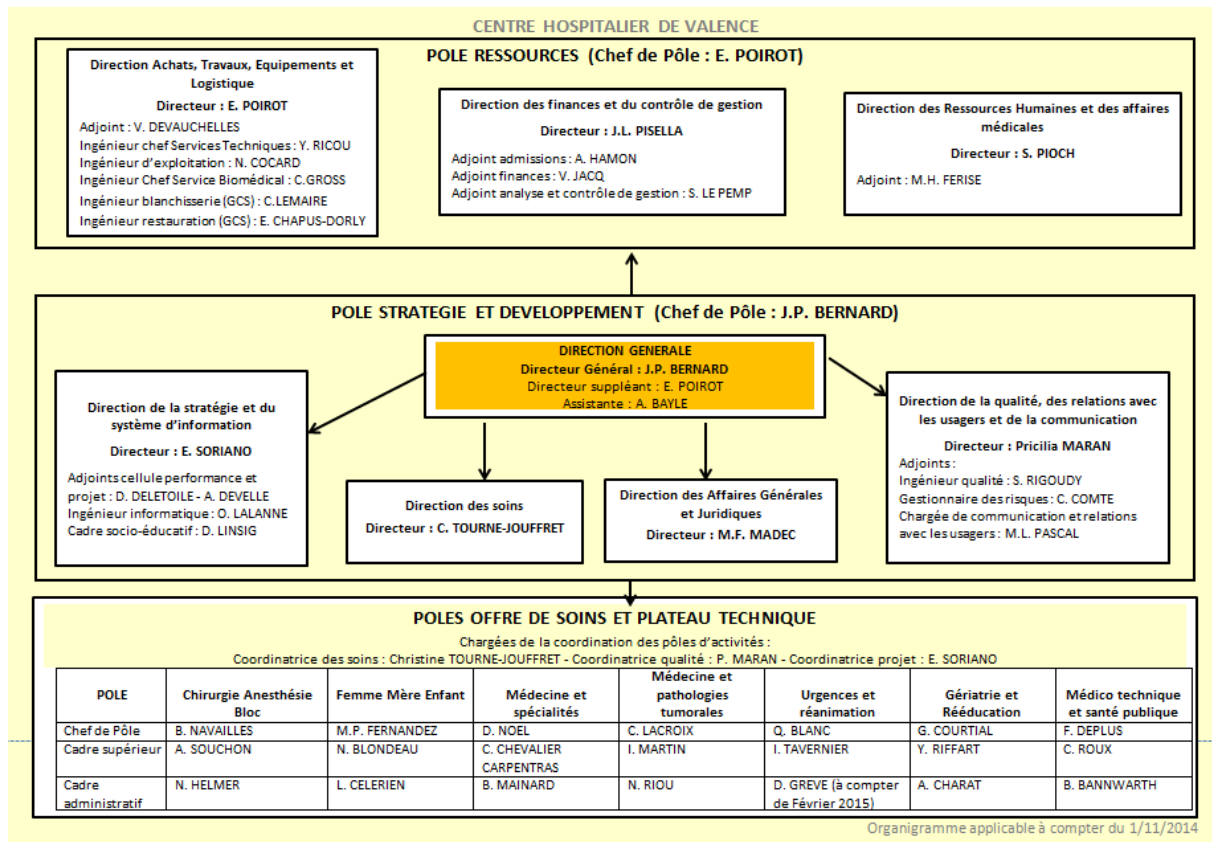 CENTRE HOSPITALIER DE VALENCE
POLE RESSOURCES (Chef de Pôle : E. POIROT)
Direction Achats, Travaux, Equipements et
Logistique
Directeur : E. POIROT
Adjoint : V. DEVAUCHELLES
Ingénieur chef Services Techniques : Y. RICOU
Ingénieur d'exploitation : N. COCARD
Ingénieur Chef Service Biomédical : C.GROSS
Ingénieur blanchisserie (GCS) : C.LEMAIRE
Ingénieur restauration (GCS) : E. CHAPUS-DORLY
Direction des finances et du contrôle de gestion
Directeur : J.L. PISELLA
Adjoint admissions : A. HAMON
Adjoint finances : V. JACQ
Adjoint analyse et contrôle de gestion : S. LE PEMP
Direction des Ressources Humaines et des affaires
médicales
Directeur : S. PIOCH
Adjoint : M.H. FERISE
POLE STRATEGIE ET DEVELOPPEMENT (Chef de Pôle : J.P. BERNARD)
DIRECTION GENERALE
Directeur Général : J.P. BERNARD
Directeur suppléant : E. POIROT
Assistante : A. BAYLE
Direction de la stratégie et du
système d'information
Directeur : E. SORIANO
Adjoints cellule performance et
projet : D. DELETOILE - A. DEVELLE
Ingénieur informatique : O. LALANNE
Cadre socio-éducatif : D. LINSIG
Direction des soins
Directeur : C. TOURNE-JOUFFRET
Direction des Affaires Générales
et Juridiques
Directeur : M.F. MADEC
Direction de la qualité, des relations avec
les usagers et de la communication
Directeur : Pricilia MARAN
Adjoints :
Ingénieur qualité : S. RIGOUDY
Gestionnaire des risques : C. COMTE
Chargée de communication et relations
avec les usagers : M.L. PASCAL
POLES OFFRE DE SOINS ET PLATEAU TECHNIQUE
Chargées de la coordination des pôles d'activités :
Coordinatrice des soins : Christine TOURNE-JOUFFRET - Coordinatrice qualité : P. MARAN - Coordinatrice projet : E. SORIANO
POLE
Chirurgie Anesthésie
Bloc
Femme Mère Enfant
Médecine et
spécialités
Médecine et
pathologies
tumorales
Urgences et
réanimation
Gériatrie et
Rééducation
Médico technique
et santé publique
Chef de Pôle
B. NAVAILLES
M.P. FERNANDEZ
D. NOEL
C. LACROIX
Q. BLANC
G. COURTIAL
F. DEPLUS
Cadre supérieur
A. SOUCHON
N. BLONDEAU
C. CHEVALIER
CARPENTRAS
I. MARTIN
I. TAVERNIER
Y. RIFFART
C. ROUX
Cadre
administratif
N. HELMER
L. CELERIEN
B. MAINARD
N. RIOU
D. GREVE (à compter
de Février 2015)
A. CHARAT
B. BANNWARTH
Organigramme applicable à compter du 1/11/2014